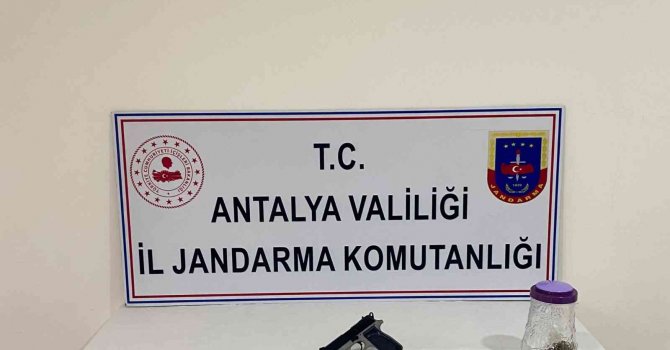 T.C.
ANTALYA VALİLİĞİ
İL JANDARMA KOMUTANLIĞI
JANDARMA